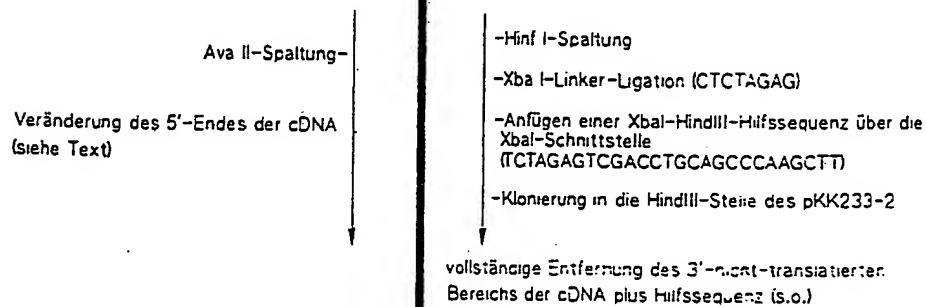 Ava II-Spaltung-
Veränderung des 5'-Endes der cDNA
(siehe Text)
-Hinf I-Spaltung
-Xba I-Linker-Ligation (CTCTAGAG)
-Anfügen einer XbaI-HindIII-Hilfssequenz über die
XbaI-Schnittstelle
(TCTAGAGTCGACCTGCAGCCCAAGCTT)
-Klonierung in die HindIII-Stelle des pKK233-2
vollständige Entfernung des 3'-nicht-translatierten
Bereichs der cDNA plus Hilfssequenz (s.o.)